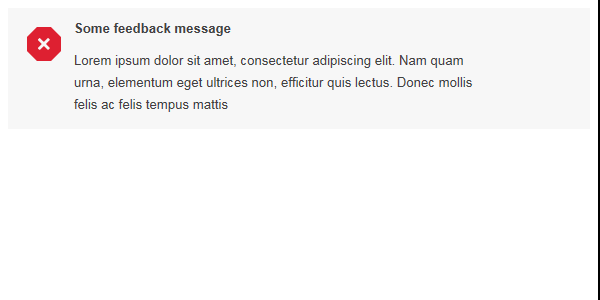 Some feedback message
Lorem ipsum dolor sit amet, consectetur adipiscing elit. Nam quam
urna, elementum eget ultrices non, efficitur quis lectus. Donec mollis
felis ac felis tempus mattis